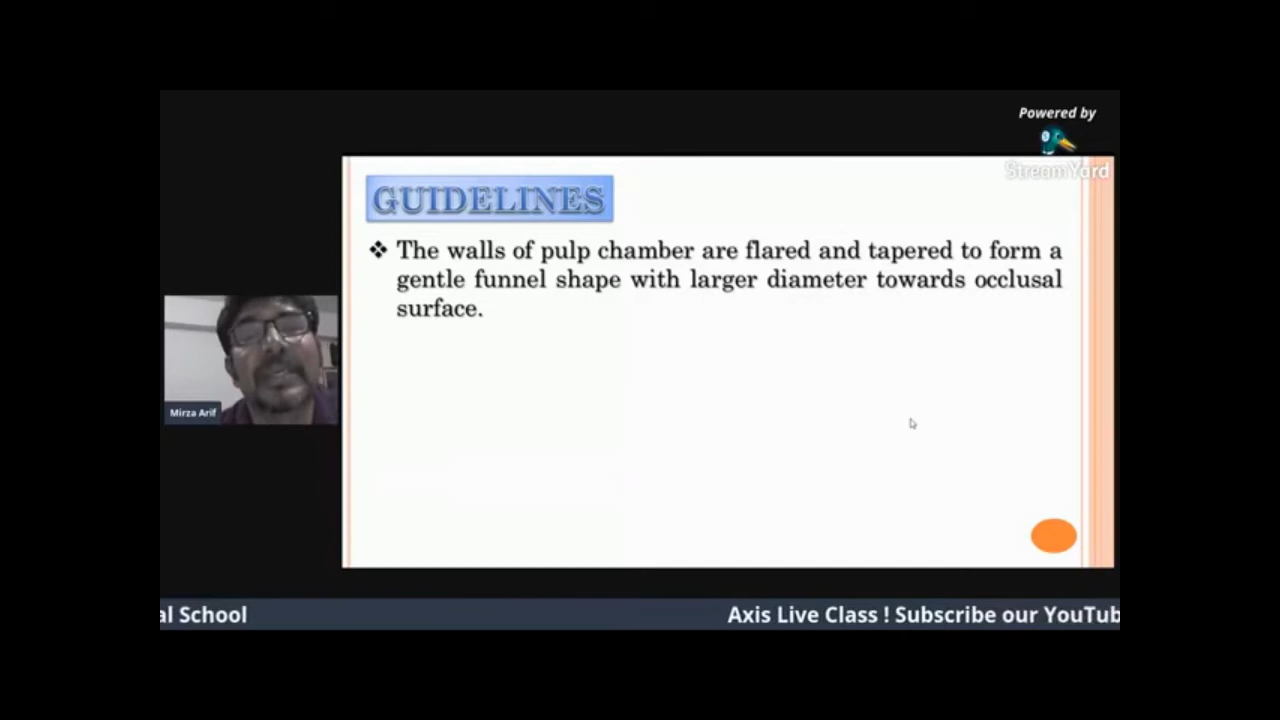 Powered by
StreamYard
GUIDELINES
❖ The walls of pulp chamber are flared and tapered to form a
gentle funnel shape with larger diameter towards occlusal
surface.
Mirza Arif
al School
Axis Live Class ! Subscribe our YouTub